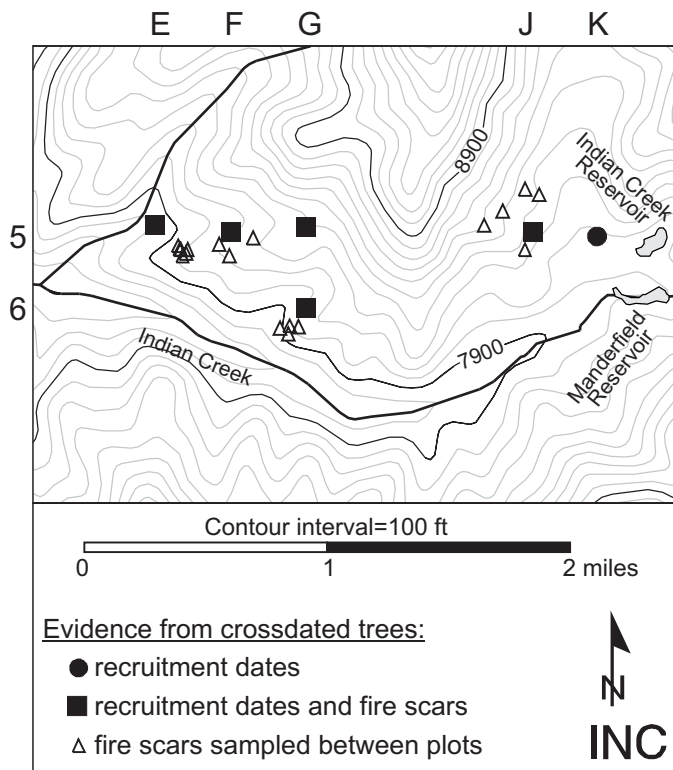 E F G J K
8900
Indian Creek
Reservoir
5
6
7900
Indian Creek
Manderfield
Reservoir
Contour interval=100 ft
0 1 2 miles
Evidence from crossdated trees:
recruitment dates
recruitment dates and fire scars
fire scars sampled between plots
N
INC